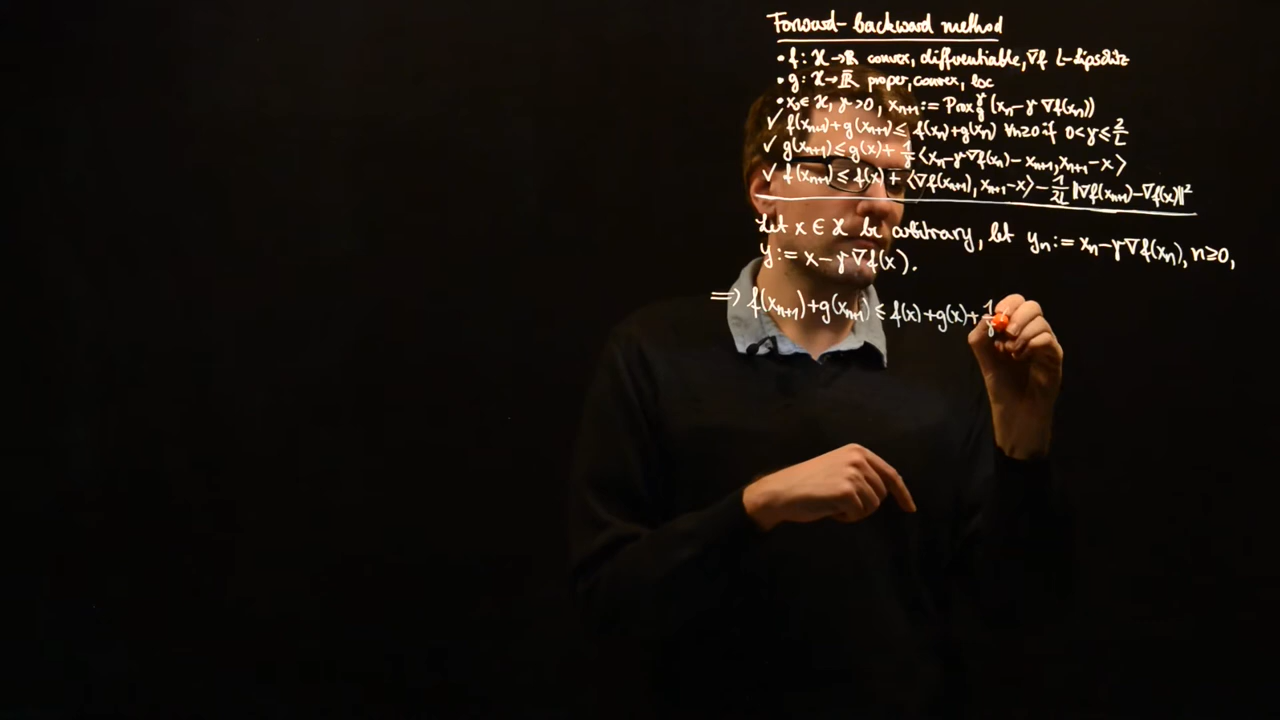 Forward-backward method
• f: ℋ→ℝ convex, differentiable, ∇f L-Lipschitz
• g: ℋ→ℝ̄ proper, convex, lsc
• x₀∈ ℋ, γ>0, xₙ₊₁ := Prox_g^γ (xₙ-γ ∇f(xₙ))
✓ f(xₙ₊₁)+g(xₙ₊₁) ≤ f(xₙ)+g(xₙ) ∀n≥0 if 0<γ≤2/L
✓ g(xₙ₊₁) ≤ g(x)+ 1/γ ⟨xₙ-γ∇f(xₙ)-xₙ₊₁, xₙ₊₁-x⟩
✓ f(xₙ₊₁) ≤ f(x) + ⟨∇f(xₙ₊₁), xₙ₊₁-x⟩ - 1/2L ‖∇f(xₙ₊₁)-∇f(x)‖²
Let x ∈ ℋ be arbitrary, let yₙ := xₙ-γ∇f(xₙ), n≥0,
y := x-γ∇f(x).
⟹ f(xₙ₊₁)+g(xₙ₊₁) ≤ f(x)+g(x)+ 1/γ